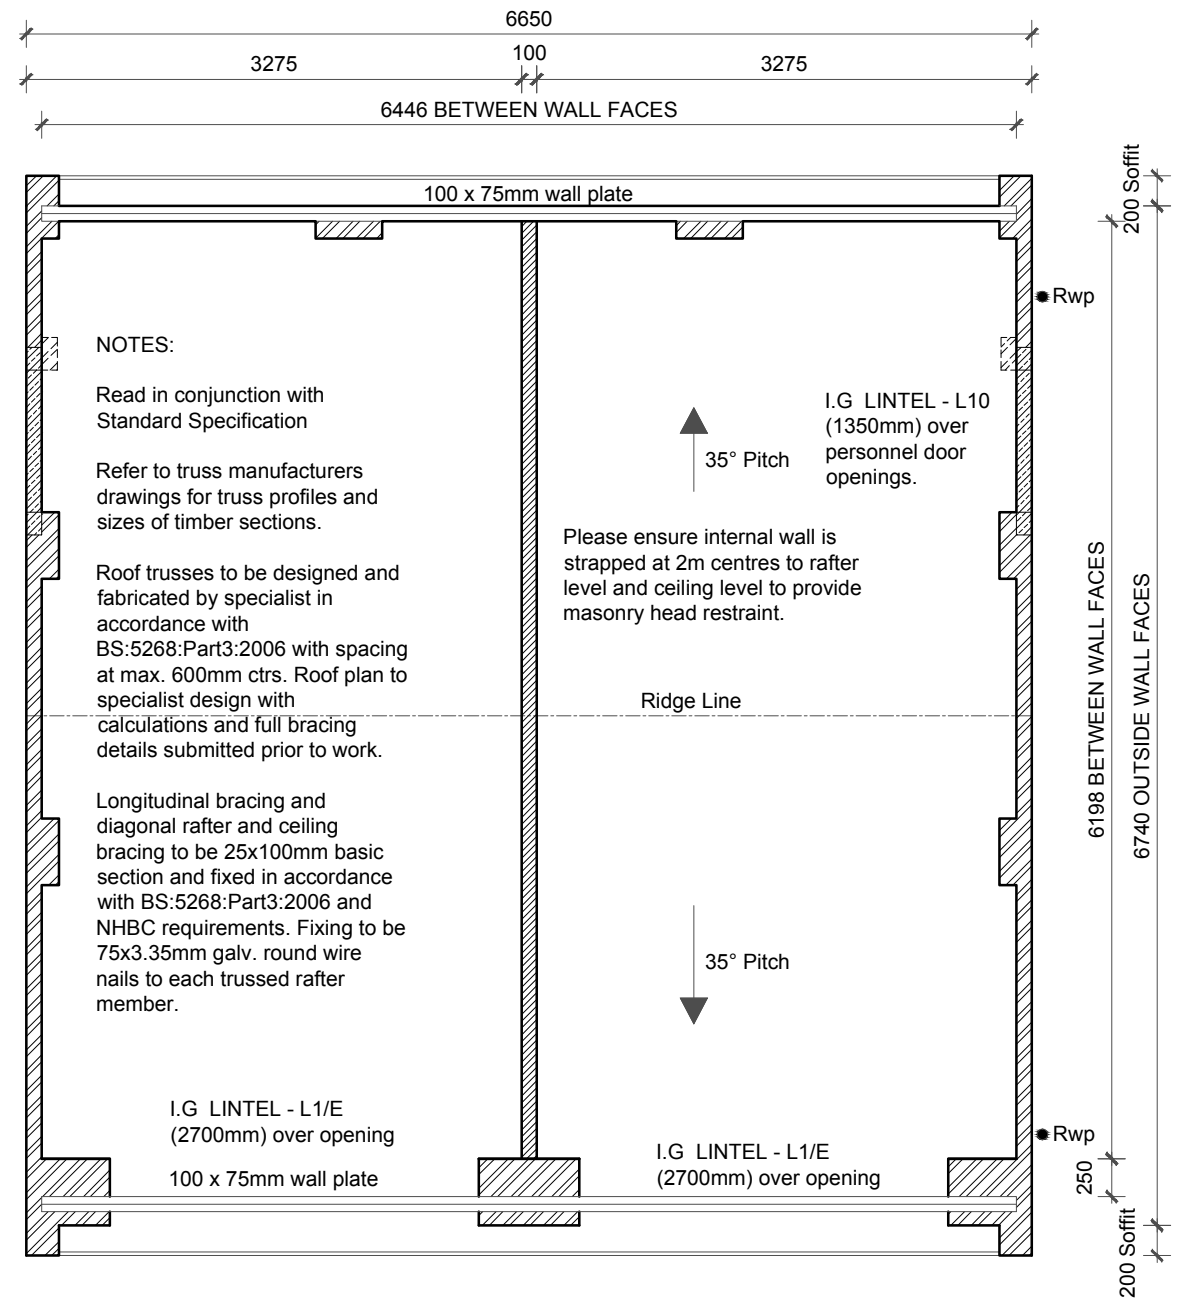 6650
3275
100
3275
6446 BETWEEN WALL FACES
100 x 75mm wall plate
200 Soffit
Rwp
NOTES:
Read in conjunction with
Standard Specification
Refer to truss manufacturers
drawings for truss profiles and
sizes of timber sections.
Roof trusses to be designed and
fabricated by specialist in
accordance with
BS:5268:Part3:2006 with spacing
at max. 600mm ctrs. Roof plan to
specialist design with
calculations and full bracing
details submitted prior to work.
Longitudinal bracing and
diagonal rafter and ceiling
bracing to be 25x100mm basic
section and fixed in accordance
with BS:5268:Part3:2006 and
NHBC requirements. Fixing to be
75x3.35mm galv. round wire
nails to each trussed rafter
member.
I.G LINTEL - L10
(1350mm) over
personnel door
openings.
35° Pitch
Please ensure internal wall is
strapped at 2m centres to rafter
level and ceiling level to provide
masonry head restraint.
Ridge Line
35° Pitch
6198 BETWEEN WALL FACES
6740 OUTSIDE WALL FACES
I.G LINTEL - L1/E
(2700mm) over opening
100 x 75mm wall plate
I.G LINTEL - L1/E
(2700mm) over opening
Rwp
250
200 Soffit